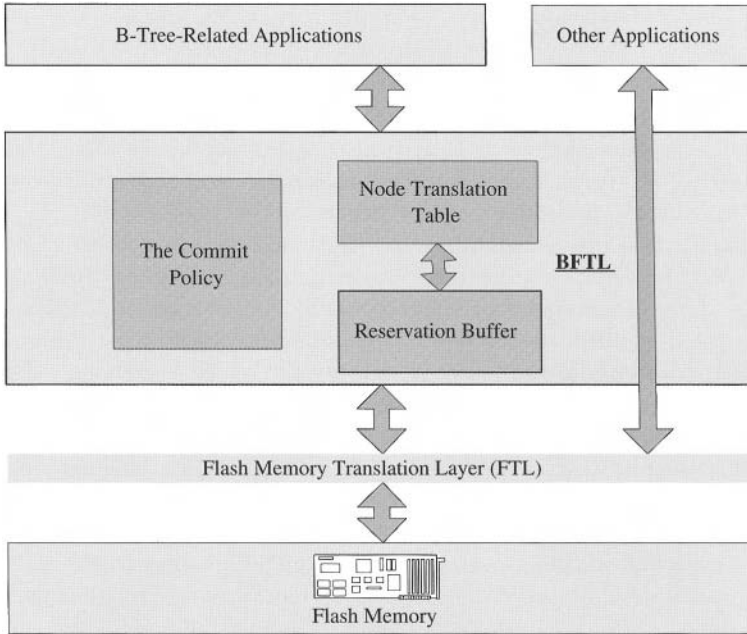 B-Tree-Related Applications
Other Applications
Node Translation
Table
The Commit
Policy
BFTL
Reservation Buffer
Flash Memory Translation Layer (FTL)
Flash Memory